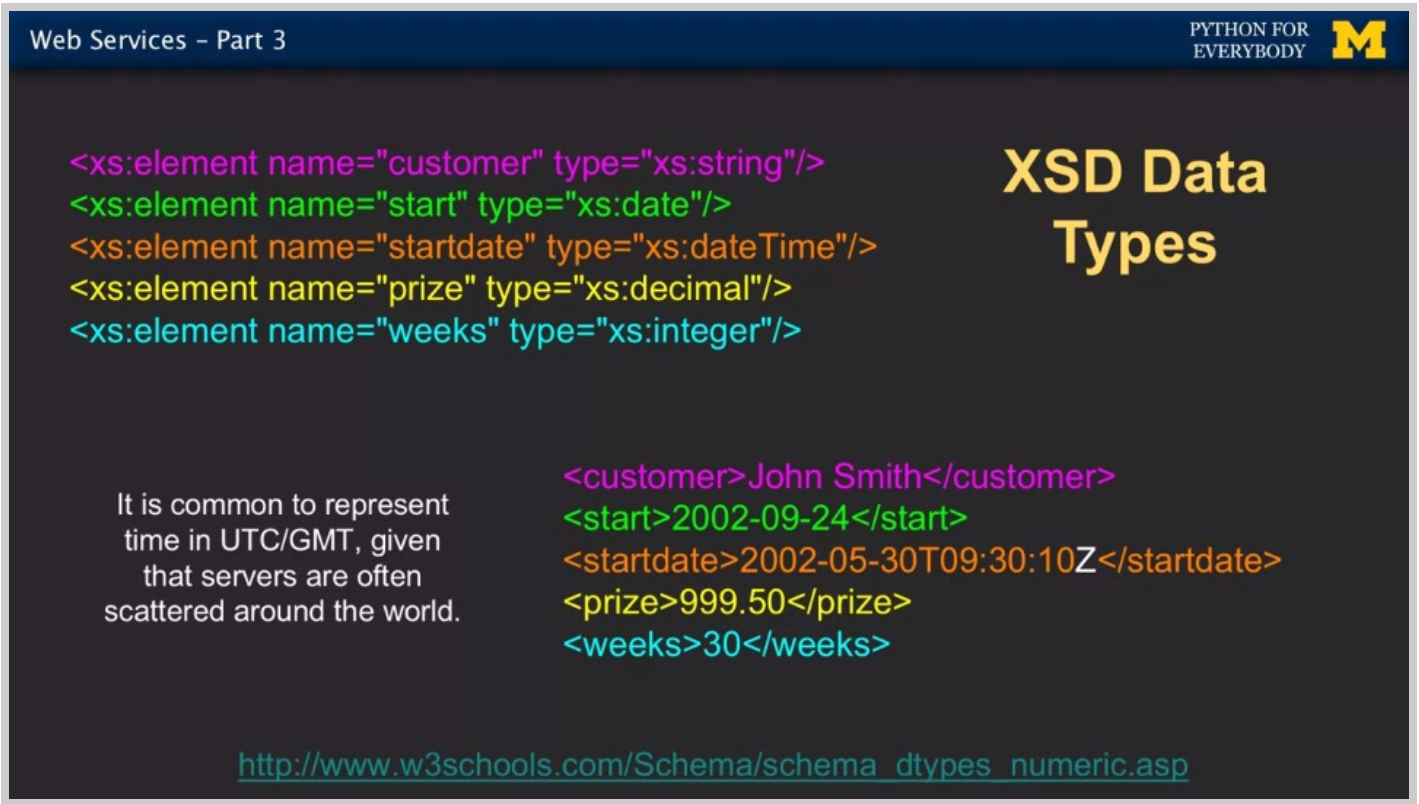 Web Services – Part 3
PYTHON FOR
EVERYBODY
M
<xs:element name="customer" type="xs:string"/>
<xs:element name="start" type="xs:date"/>
<xs:element name="startdate" type="xs:dateTime"/>
<xs:element name="prize" type="xs:decimal"/>
<xs:element name="weeks" type="xs:integer"/>
XSD Data
Types
It is common to represent
time in UTC/GMT, given
that servers are often
scattered around the world.
<customer>John Smith</customer>
<start>2002-09-24</start>
<startdate>2002-05-30T09:30:10Z</startdate>
<prize>999.50</prize>
<weeks>30</weeks>
http://www.w3schools.com/Schema/schema_dtypes_numeric.asp